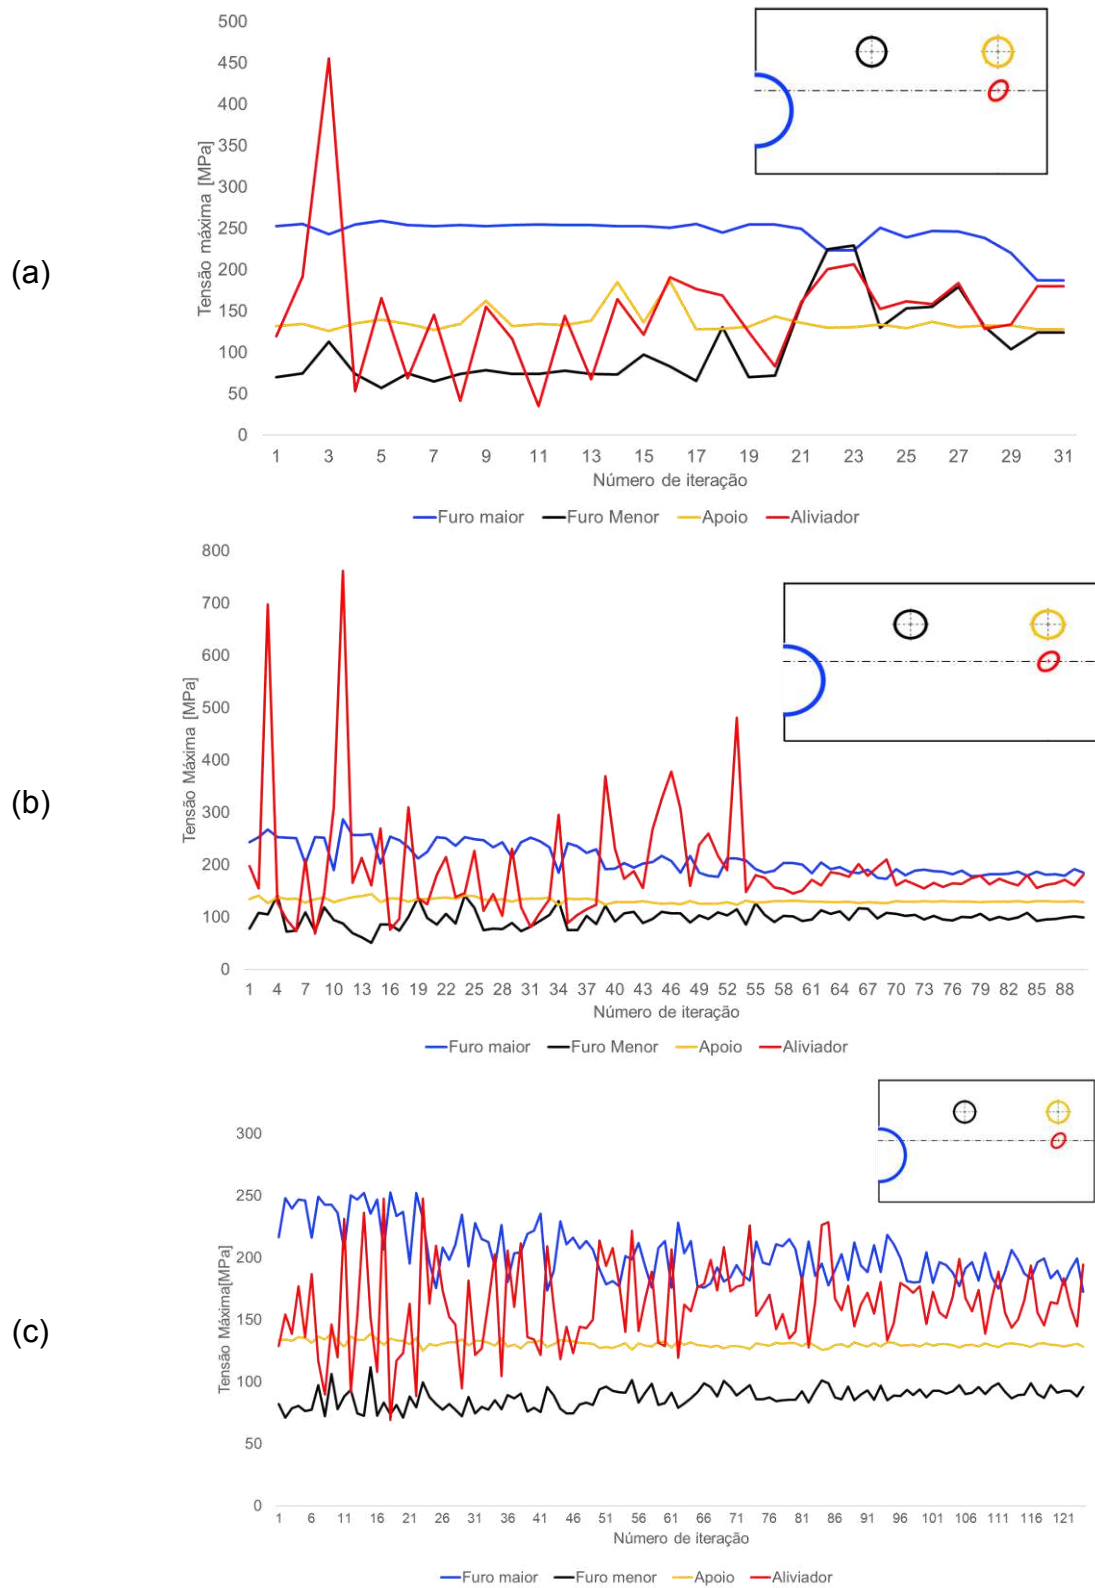 (a)
Tensão máxima [MPa]
500
450
400
350
300
250
200
150
100
50
0
1 3 5 7 9 11 13 15 17 19 21 23 25 27 29 31
Número de iteração
Furo maior Furo Menor Apoio Aliviador
(b)
Tensão Máxima [MPa]
800
700
600
500
400
300
200
100
0
1 4 7 10 13 16 19 22 25 28 31 34 37 40 43 46 49 52 55 58 61 64 67 70 73 76 79 82 85 88
Número de iteração
Furo maior Furo Menor Apoio Aliviador
(c)
Tensão Máxima[MPa]
300
250
200
150
100
50
0
1 6 11 16 21 26 31 36 41 46 51 56 61 66 71 76 81 86 91 96 101 106 111 116 121
Número de iteração
Furo maior Furo menor Apoio Aliviador